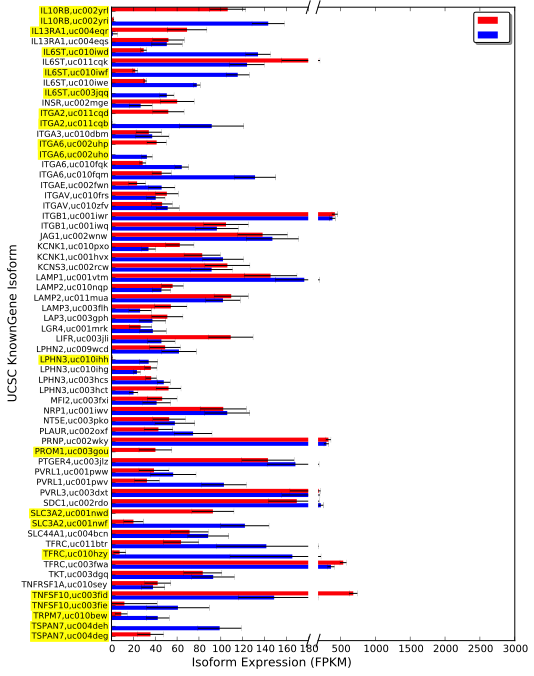 UCSC KnownGene Isoform
IL10RB,uc002yrl
IL10RB,uc002yri
IL13RA1,uc004eqr
IL13RA1,uc004eqs
IL6ST,uc010iwd
IL6ST,uc011cqk
IL6ST,uc010iwf
IL6ST,uc010iwe
IL6ST,uc003jqq
INSR,uc002mge
ITGA2,uc011cqd
ITGA2,uc011cqb
ITGA3,uc010dbm
ITGA6,uc002uhp
ITGA6,uc002uho
ITGA6,uc010fqk
ITGA6,uc010fqm
ITGAE,uc002fwn
ITGAV,uc010frs
ITGAV,uc010zfv
ITGB1,uc001iwr
ITGB1,uc001iwq
JAG1,uc002wnw
KCNK1,uc010pxo
KCNK1,uc001hvx
KCNS3,uc002rcw
LAMP1,uc001vtm
LAMP2,uc010nqp
LAMP2,uc011mua
LAMP3,uc003flh
LAP3,uc003gph
LGR4,uc001mrk
LIFR,uc003jli
LPHN2,uc009wcd
LPHN3,uc010ihh
LPHN3,uc010ihg
LPHN3,uc003hcs
LPHN3,uc003hct
MFI2,uc003fxi
NRP1,uc001iwv
NT5E,uc003pko
PLAUR,uc002oxf
PRNP,uc002wky
PROM1,uc003gou
PTGER4,uc003jlz
PVRL1,uc001pww
PVRL1,uc001pwv
PVRL3,uc003dxt
SDC1,uc002rdo
SLC3A2,uc001nwd
SLC3A2,uc001nwf
SLC44A1,uc004bcn
TFRC,uc011btr
TFRC,uc010hzy
TFRC,uc003fwa
TKT,uc003dgq
TNFRSF1A,uc010sey
TNFSF10,uc003fid
TNFSF10,uc003fie
TRPM7,uc010bew
TSPAN7,uc004deh
TSPAN7,uc004deg
0 20 40 60 80 100 120 140 160 180 500 1000 1500 2000 2500 3000
Isoform Expression (FPKM)